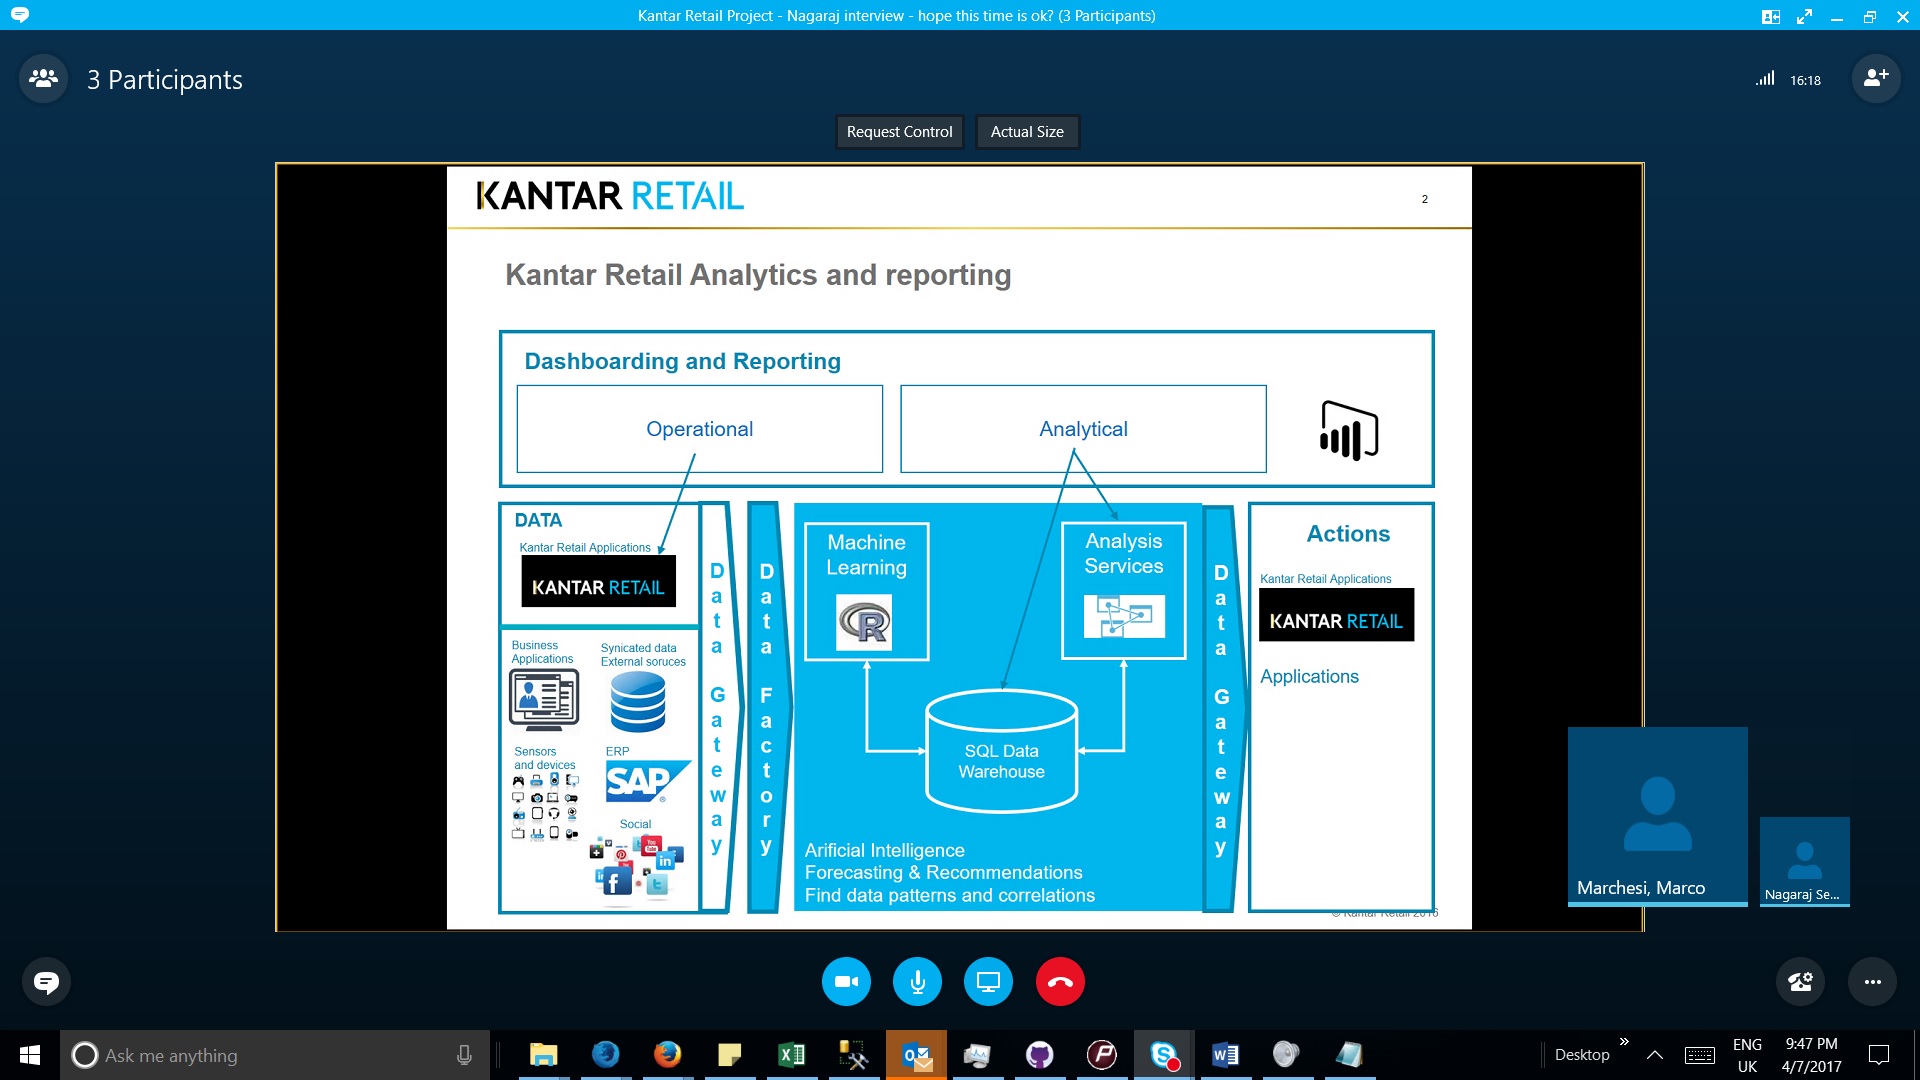 Kantar Retail Project - Nagaraj interview - hope this time is ok? (3 Participants)
3 Participants
16:18
Request Control
Actual Size
KANTAR RETAIL
2
Kantar Retail Analytics and reporting
Dashboarding and Reporting
Operational
Analytical
DATA
Kantar Retail Applications
KANTAR RETAIL
Business
Applications
Synicated data
External soruces
Sensors
and devices
ERP
SAP
Social
You
Tube
in
f
Data Gateway
Data Factory
Machine
Learning
R
Analysis
Services
SQL Data
Warehouse
Arificial Intelligence
Forecasting & Recommendations
Find data patterns and correlations
Data Gateway
Actions
Kantar Retail Applications
KANTAR RETAIL
Applications
© Kantar Retail 2016
Marchesi, Marco
Nagaraj Se...
Ask me anything
Desktop
ENG
UK
9:47 PM
4/7/2017